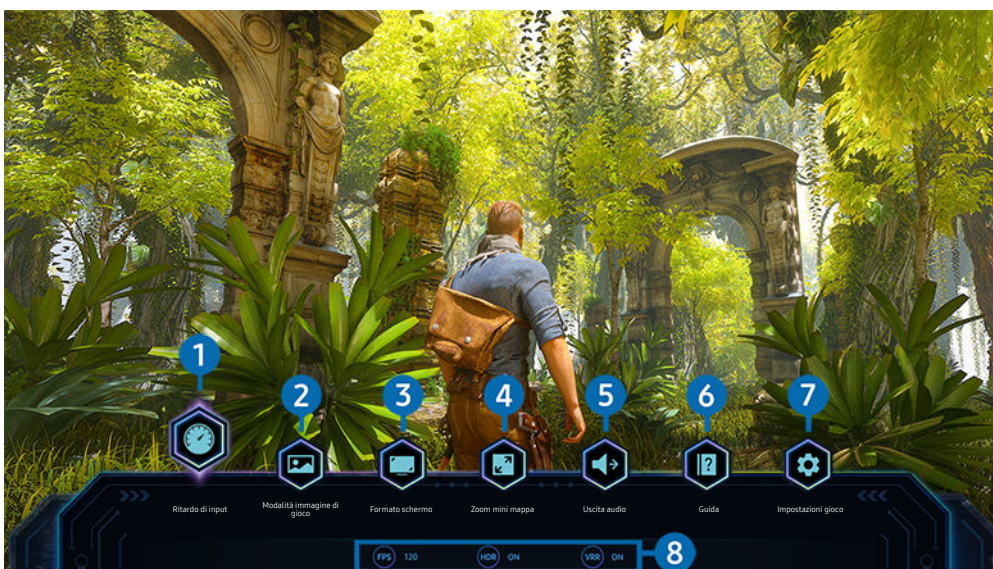 1
2
3
4
5
6
7
Ritardo di input
Modalità immagine di
gioco
Formato schermo
Zoom mini mappa
Uscita audio
?
Guida
Impostazioni gioco
FPS 120
HDR ON
VRR ON
8